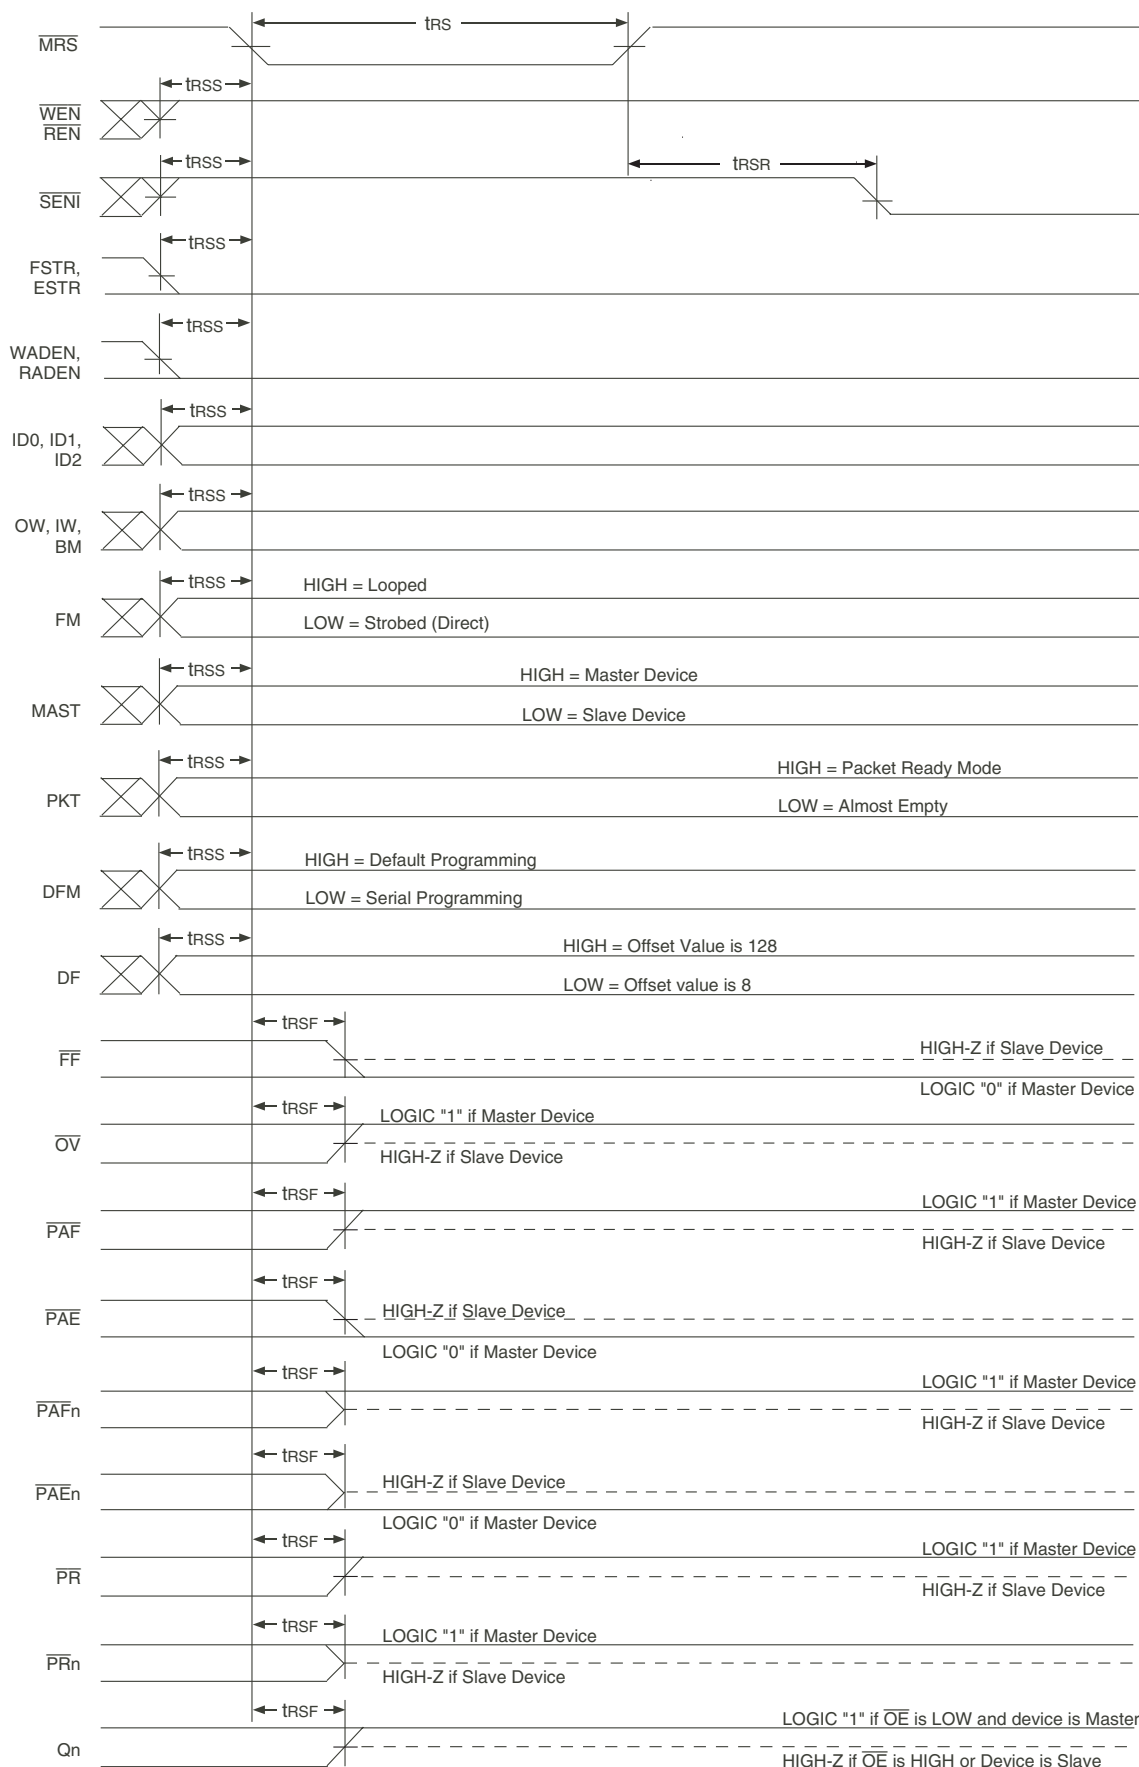 tRS
MRS
tRSS
WEN
REN
tRSS
tRSR
SENI
tRSS
FSTR,
ESTR
tRSS
WADEN,
RADEN
tRSS
ID0, ID1,
ID2
tRSS
OW, IW,
BM
tRSS
HIGH = Looped
FM
LOW = Strobed (Direct)
tRSS
HIGH = Master Device
MAST
LOW = Slave Device
tRSS
HIGH = Packet Ready Mode
PKT
LOW = Almost Empty
tRSS
HIGH = Default Programming
DFM
LOW = Serial Programming
tRSS
HIGH = Offset Value is 128
DF
LOW = Offset value is 8
tRSF
FF
HIGH-Z if Slave Device
LOGIC "0" if Master Device
tRSF
LOGIC "1" if Master Device
OV
HIGH-Z if Slave Device
tRSF
LOGIC "1" if Master Device
PAF
HIGH-Z if Slave Device
tRSF
HIGH-Z if Slave Device
PAE
LOGIC "0" if Master Device
tRSF
LOGIC "1" if Master Device
PAFn
HIGH-Z if Slave Device
tRSF
HIGH-Z if Slave Device
PAEn
LOGIC "0" if Master Device
tRSF
LOGIC "1" if Master Device
PR
HIGH-Z if Slave Device
tRSF
LOGIC "1" if Master Device
PRn
HIGH-Z if Slave Device
tRSF
LOGIC "1" if OE is LOW and device is Master
Qn
HIGH-Z if OE is HIGH or Device is Slave